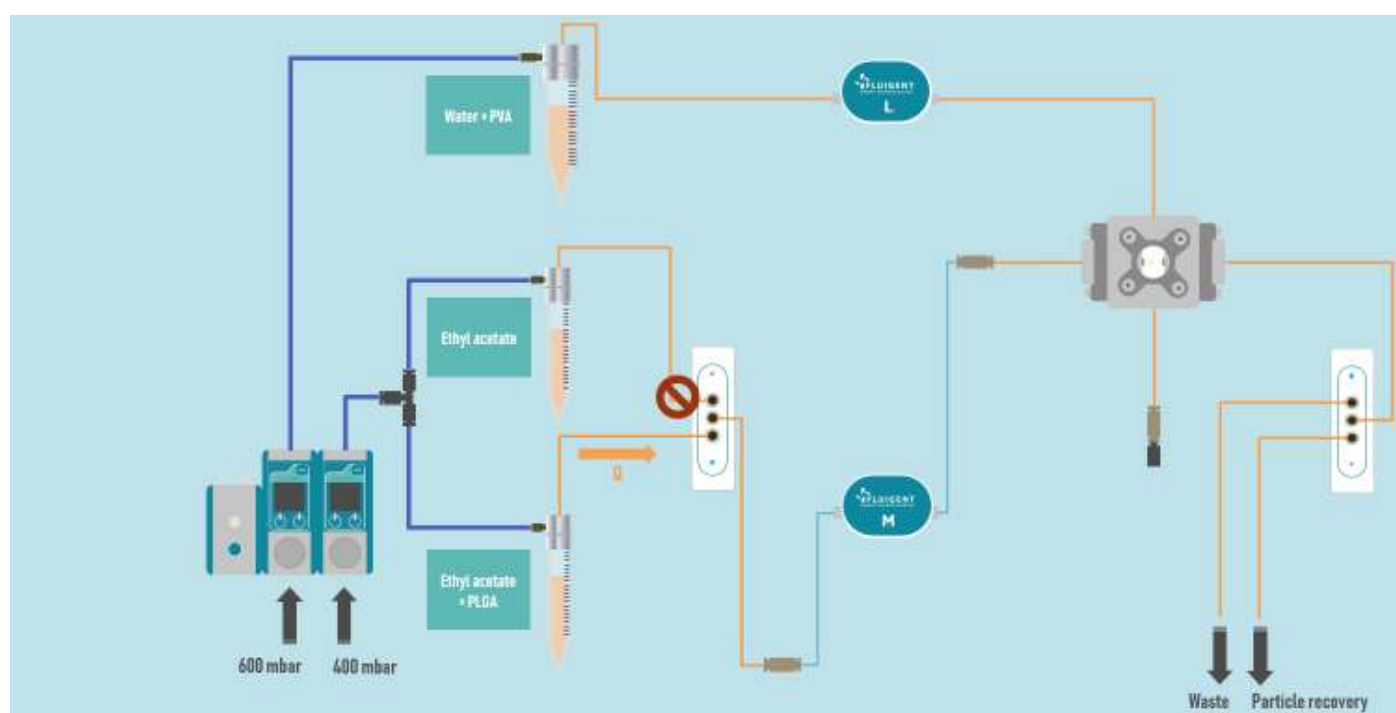 Water + PVA
FLUIGENT
L
Ethyl acetate
Q
FLUIGENT
M
Ethyl acetate
+ PLGA
600 mbar
400 mbar
Waste
Particle recovery